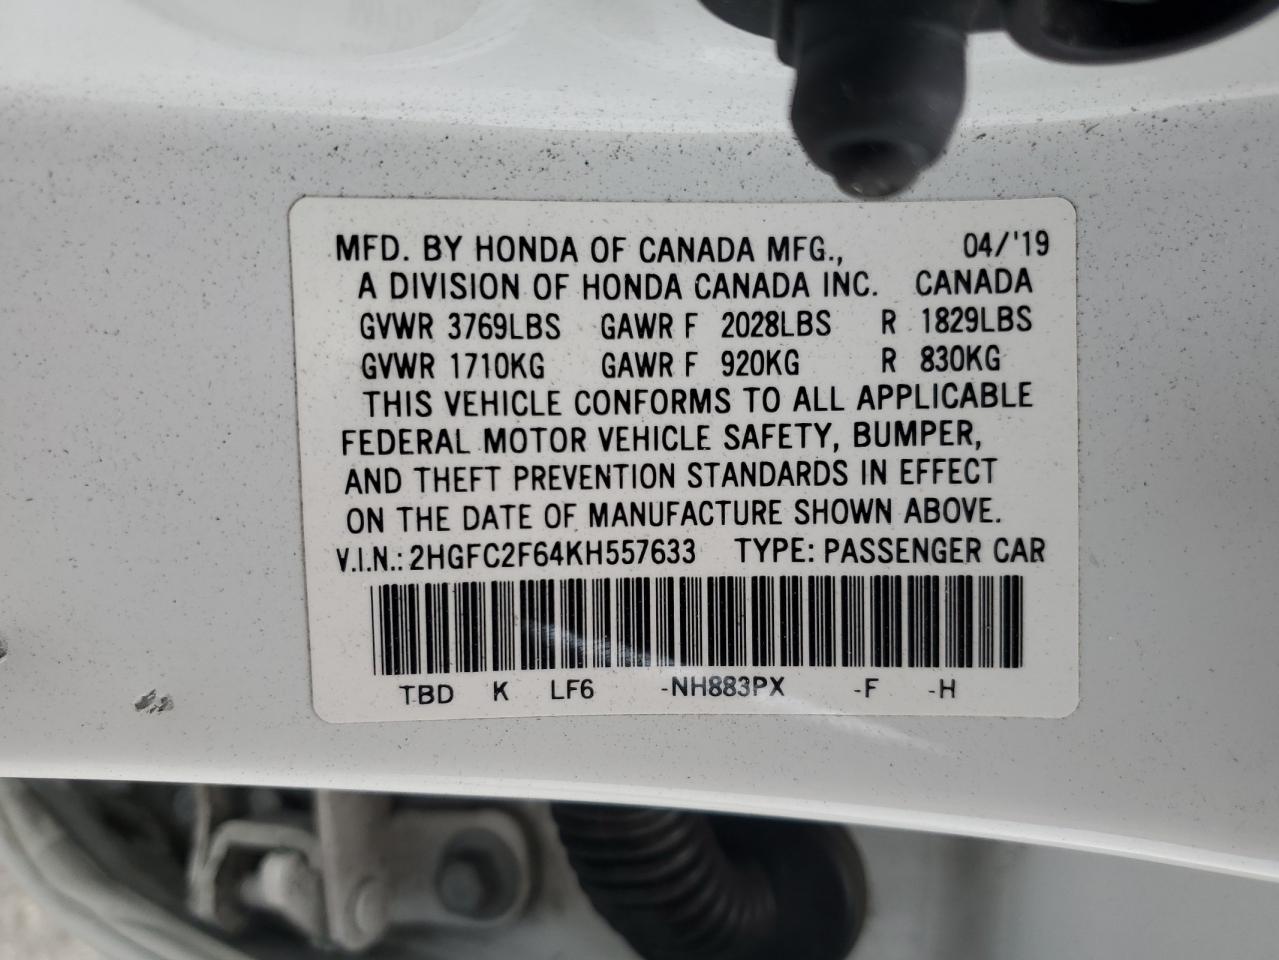 MFD. BY HONDA OF CANADA MFG., 04/'19
A DIVISION OF HONDA CANADA INC. CANADA
GVWR 3769LBS GAWR F 2028LBS R 1829LBS
GVWR 1710KG GAWR F 920KG R 830KG
THIS VEHICLE CONFORMS TO ALL APPLICABLE
FEDERAL MOTOR VEHICLE SAFETY, BUMPER,
AND THEFT PREVENTION STANDARDS IN EFFECT
ON THE DATE OF MANUFACTURE SHOWN ABOVE.
V.I.N.: 2HGFC2F64KH557633 TYPE: PASSENGER CAR
TBD K LF6 -NH883PX -F -H